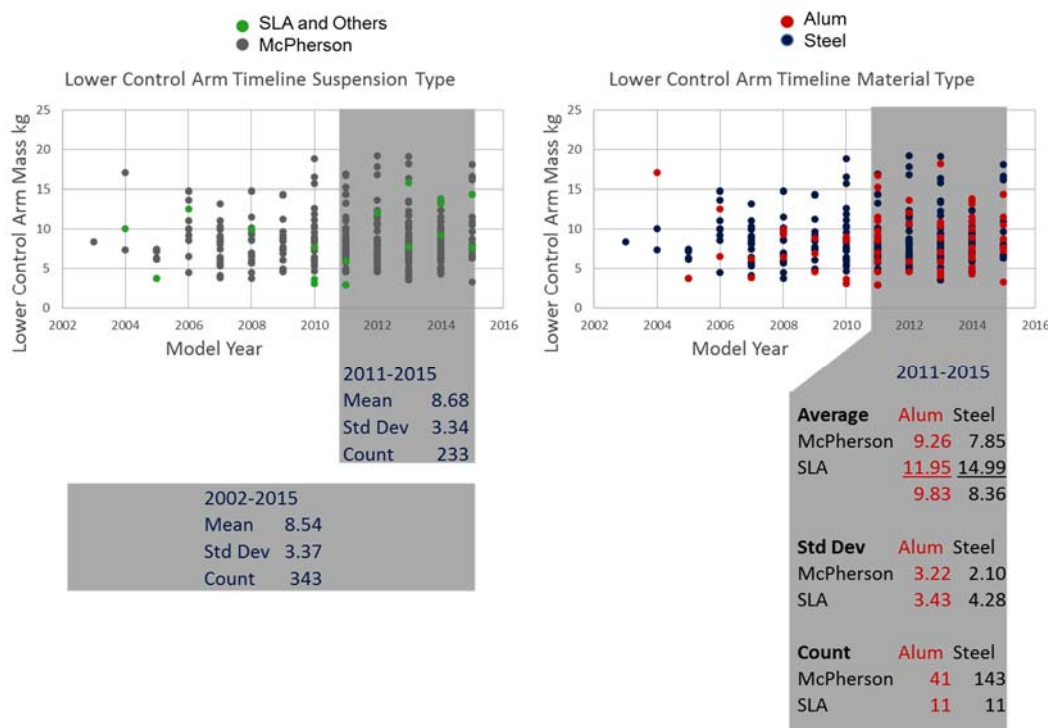 SLA and Others
McPherson
Lower Control Arm Timeline Suspension Type
Lower Control Arm Mass kg
25
20
15
10
5
0
2002 2004 2006 2008 2010 2012 2014 2016
Model Year
2011-2015
Mean 8.68
Std Dev 3.34
Count 233
2002-2015
Mean 8.54
Std Dev 3.37
Count 343
Alum
Steel
Lower Control Arm Timeline Material Type
Lower Control Arm Mass kg
25
20
15
10
5
0
2002 2004 2006 2008 2010 2012 2014 2016
Model Year
2011-2015
Average Alum Steel
McPherson 9.26 7.85
SLA 11.95 14.99
9.83 8.36
Std Dev Alum Steel
McPherson 3.22 2.10
SLA 3.43 4.28
Count Alum Steel
McPherson 41 143
SLA 11 11